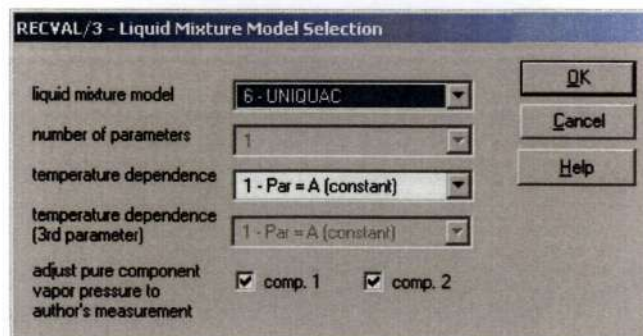 RECVAL/3 - Liquid Mixture Model Selection
liquid mixture model
6 - UNIQUAC
OK
number of parameters
1
Cancel
temperature dependence
1 - Par = A (constant)
Help
temperature dependence
(3rd parameter)
1 - Par = A (constant)
adjust pure component
vapor pressure to
author's measurement
comp. 1
comp. 2